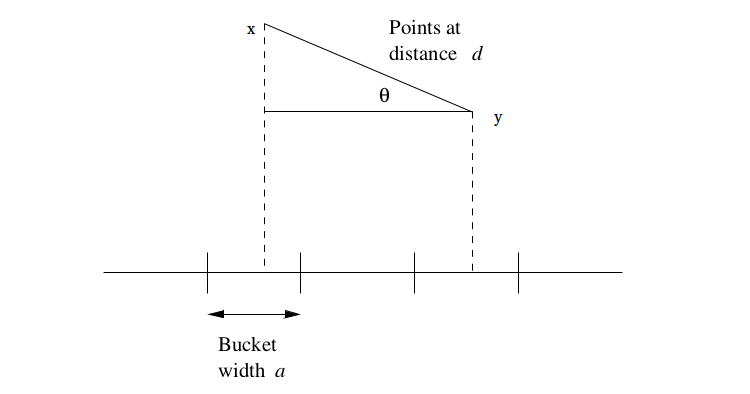 x
Points at
distance d
θ
y
Bucket
width a